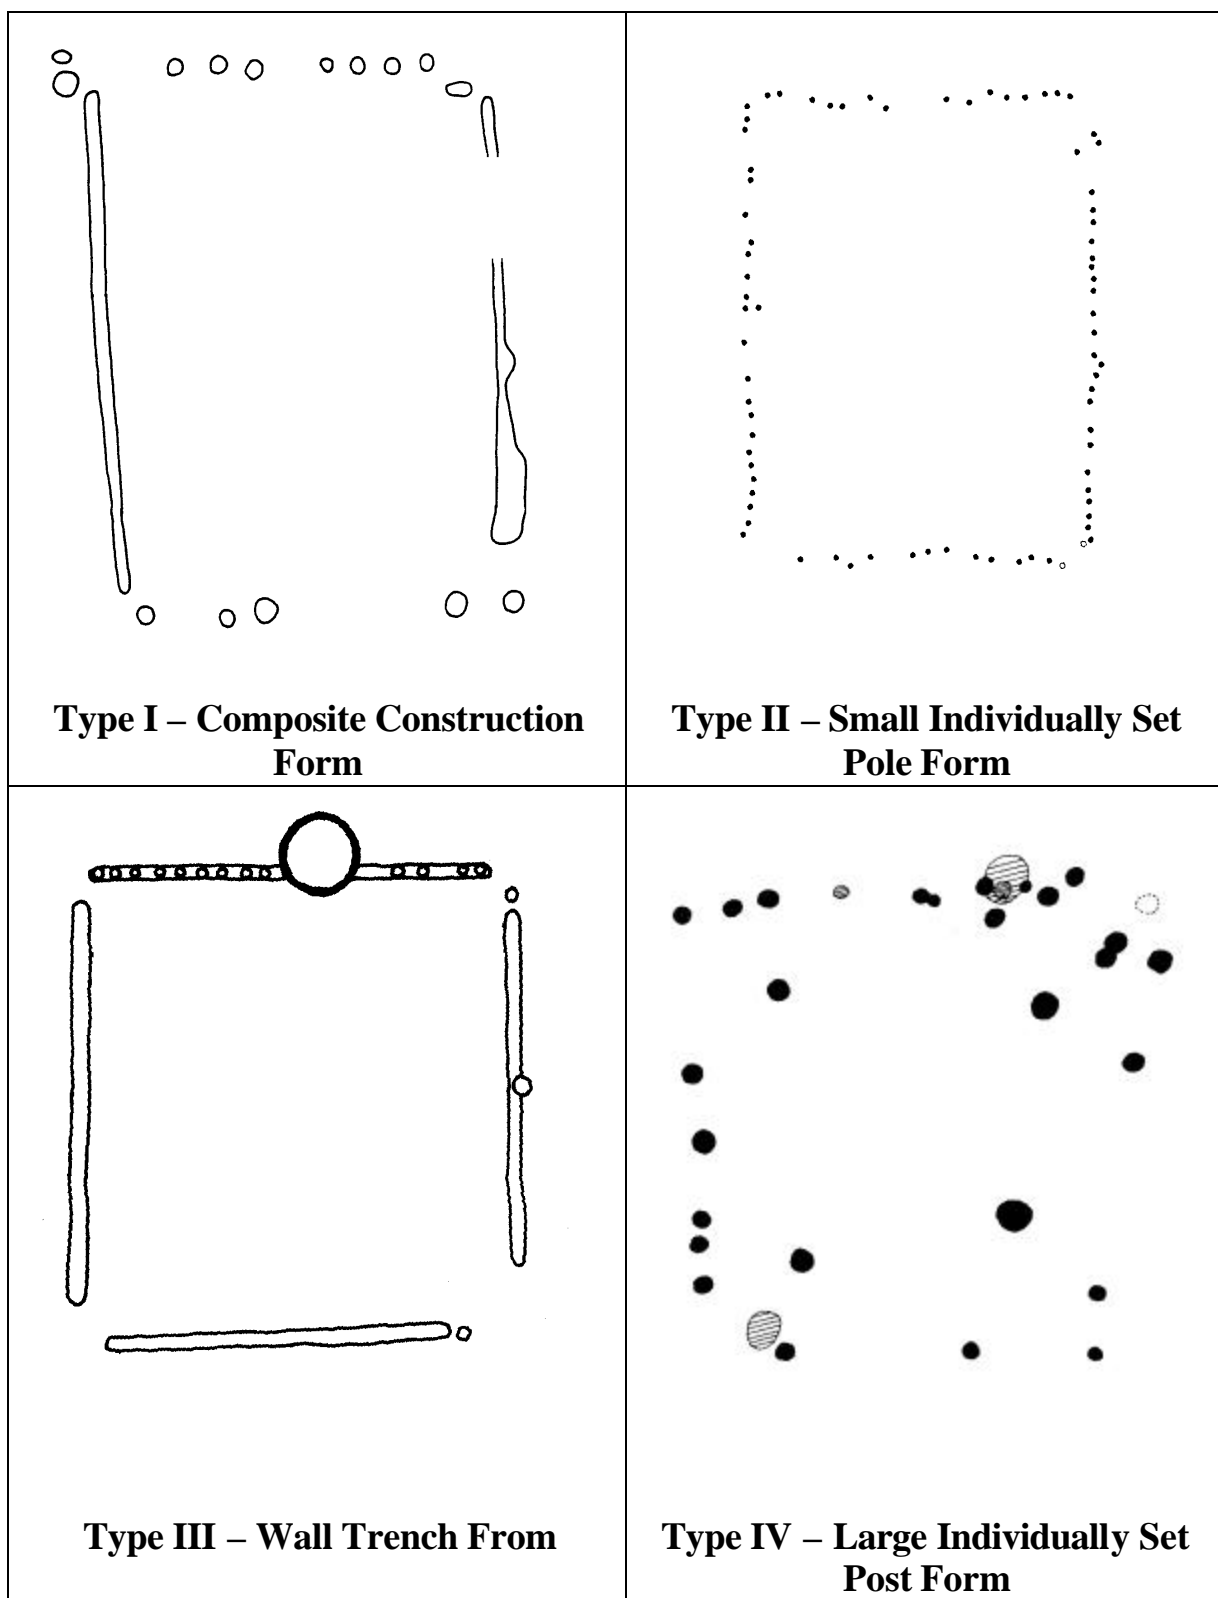 Type I – Composite Construction
Form
Type II – Small Individually Set
Pole Form
Type III – Wall Trench From
Type IV – Large Individually Set
Post Form